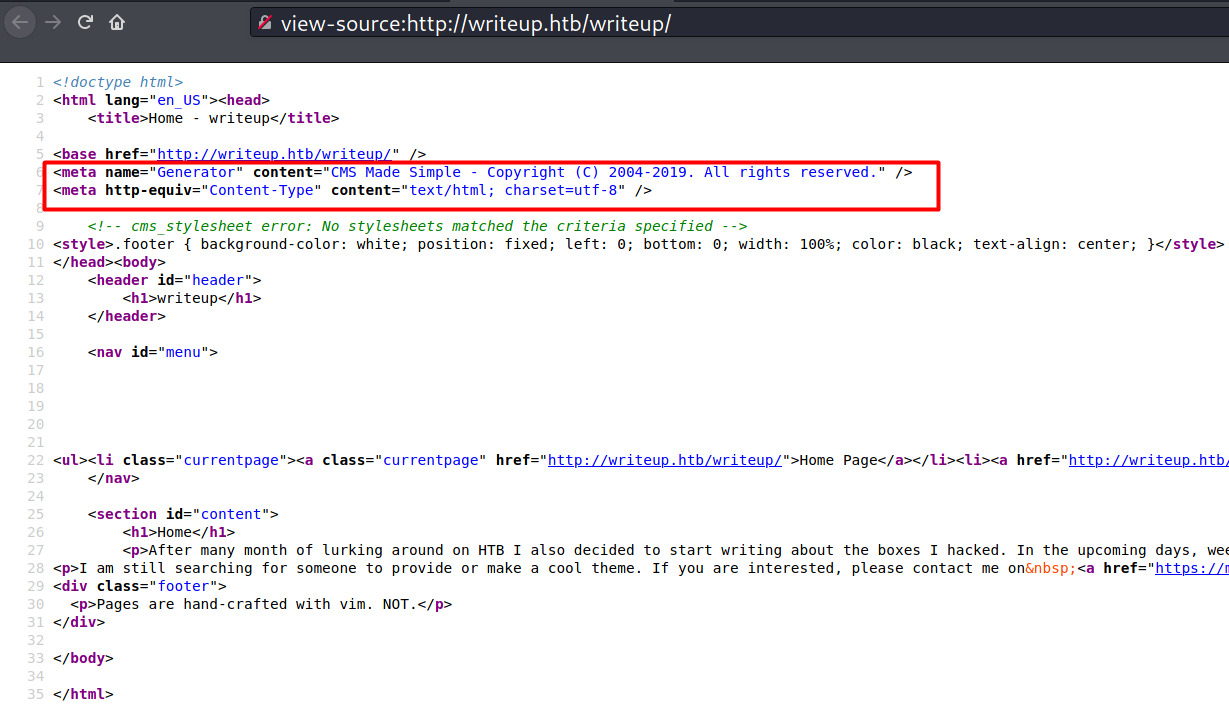 view-source:http://writeup.htb/writeup/
1 <!doctype html>
2 <html lang="en_US"><head>
3 <title>Home - writeup</title>
4
5 <base href="http://writeup.htb/writeup/" />
6 <meta name="Generator" content="CMS Made Simple - Copyright (C) 2004-2019. All rights reserved." />
7 <meta http-equiv="Content-Type" content="text/html; charset=utf-8" />
8
9 <!-- cms_stylesheet error: No stylesheets matched the criteria specified -->
10 <style>.footer { background-color: white; position: fixed; left: 0; bottom: 0; width: 100%; color: black; text-align: center; }</style>
11 </head><body>
12 <header id="header">
13 <h1>writeup</h1>
14 </header>
15
16 <nav id="menu">
17
18
19
20
21
22 <ul><li class="currentpage"><a class="currentpage" href="http://writeup.htb/writeup/">Home Page</a></li><li><a href="http://writeup.htb/
23 </nav>
24
25 <section id="content">
26 <h1>Home</h1>
27 <p>After many month of lurking around on HTB I also decided to start writing about the boxes I hacked. In the upcoming days, wee
28 <p>I am still searching for someone to provide or make a cool theme. If you are interested, please contact me on&nbsp;<a href="https://m
29 <div class="footer">
30 <p>Pages are hand-crafted with vim. NOT.</p>
31 </div>
32
33 </body>
34
35 </html>